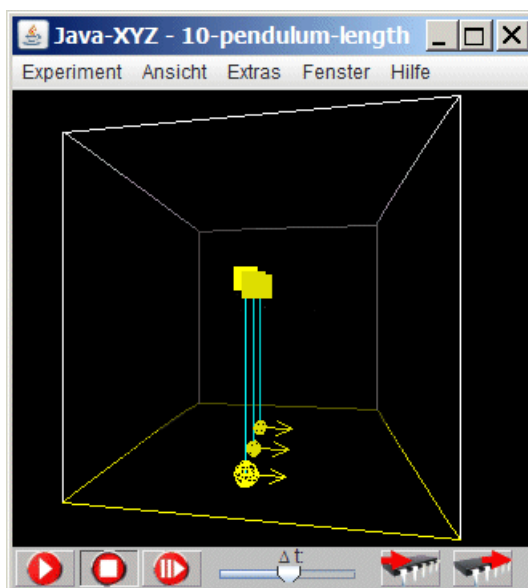 Java-XYZ - 10-pendulum-length
Experiment Ansicht Extras Fenster Hilfe
Δt